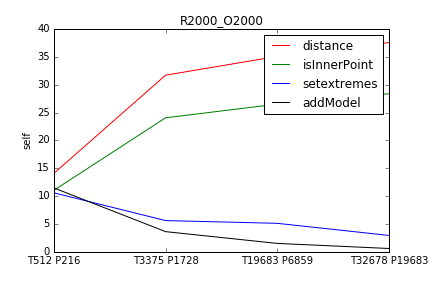 R2000_O2000
40
35
30
25
20
15
10
5
0
self
distance
isInnerPoint
setextremes
addModel
T512 P216
T3375 P1728
T19683 P6859
T32678 P19683